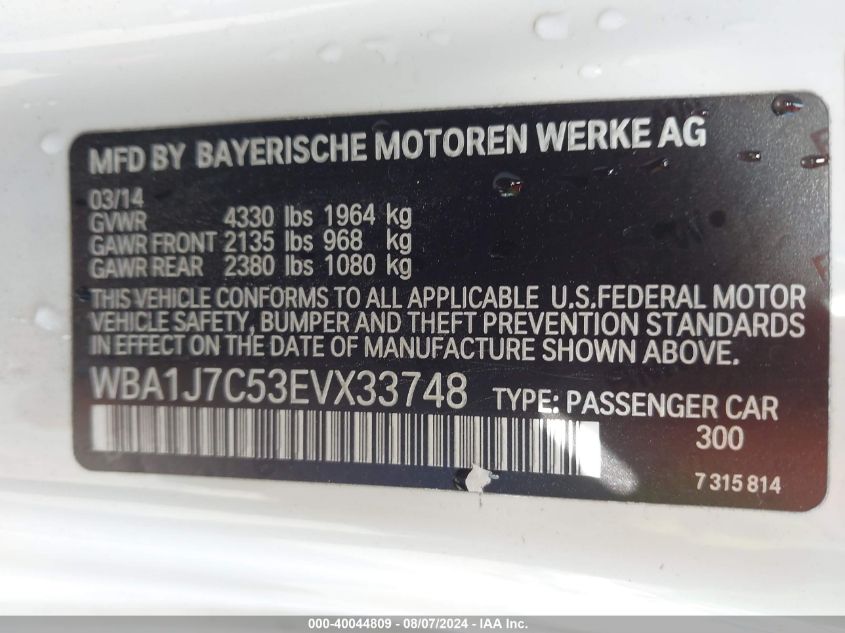 MFD BY BAYERISCHE MOTOREN WERKE AG
03/14
GVWR 4330 lbs 1964 kg
GAWR FRONT 2135 lbs 968 kg
GAWR REAR 2380 lbs 1080 kg
THIS VEHICLE CONFORMS TO ALL APPLICABLE U.S.FEDERAL MOTOR
VEHICLE SAFETY, BUMPER AND THEFT PREVENTION STANDARDS
IN EFFECT ON THE DATE OF MANUFACTURE SHOWN ABOVE.
WBA1J7C53EVX33748 TYPE: PASSENGER CAR
300
7 315 814
000-40044809 - 08/07/2024 - IAA Inc.